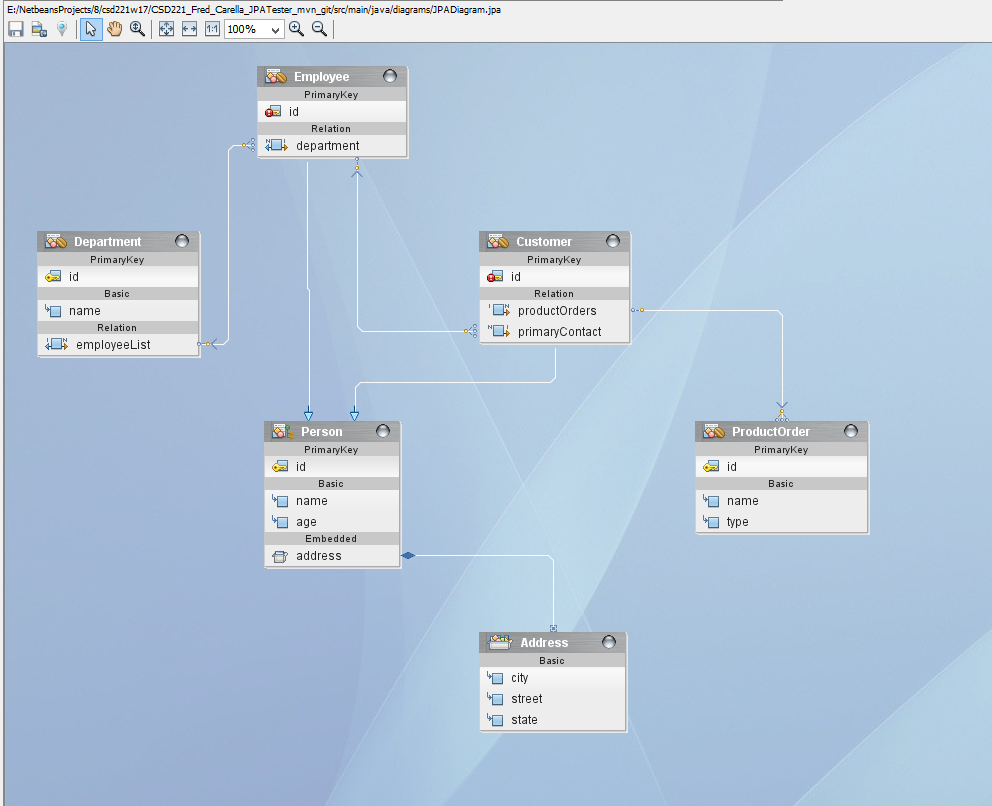 E:/NetbeansProjects/8/csd221w17/CSD221_Fred_Carella_JPATester_mvn_git/src/main/java/diagrams/JPADiagram.jpa
1:1
100%
Employee
PrimaryKey
id
Relation
department
Department
PrimaryKey
id
Basic
name
Relation
employeeList
Customer
PrimaryKey
id
Relation
productOrders
primaryContact
Person
PrimaryKey
id
Basic
name
age
Embedded
address
ProductOrder
PrimaryKey
id
Basic
name
type
Address
Basic
city
street
state